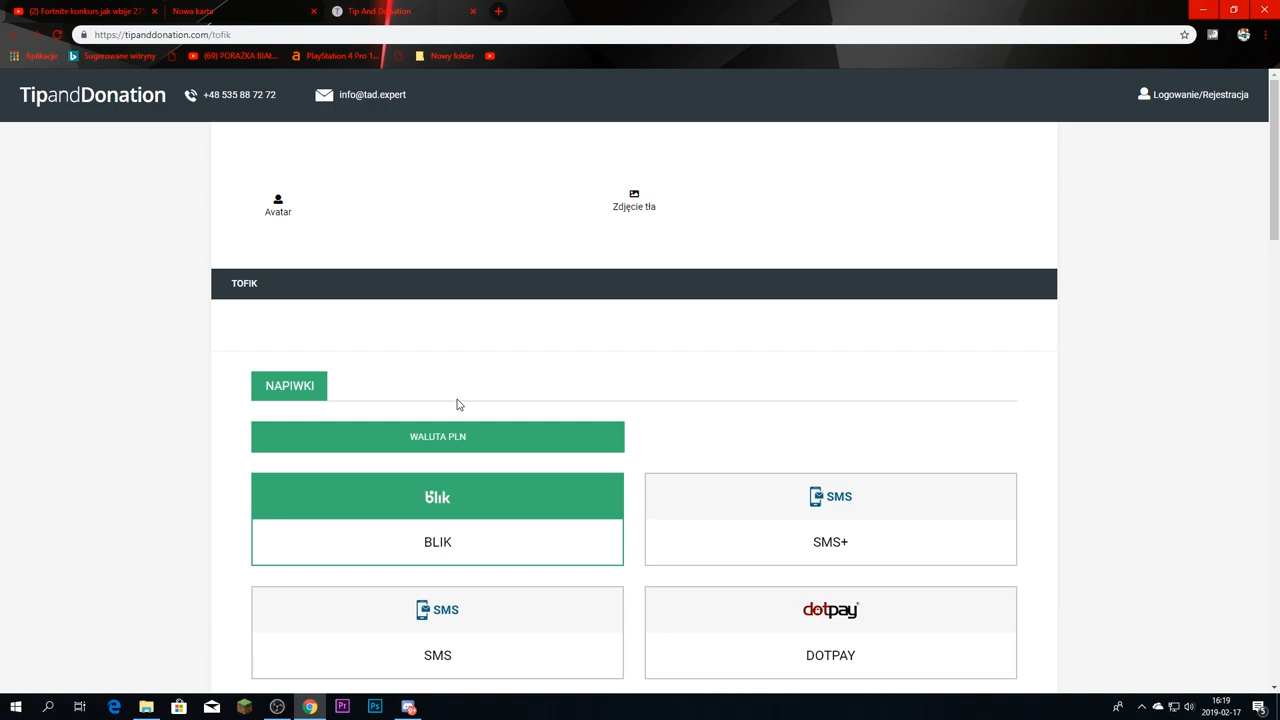 (2) Fortnite konkurs jak wbije 27
Nowa karta
Tip And Donation
https://tipanddonation.com/tofik
Aplikacje
Sugerowane witryny
(69) PORAŻKA BIAŁ...
PlayStation 4 Pro 1...
Nowy folder
TipandDonation
+48 535 88 72 72
info@tad.expert
Logowanie/Rejestracja
Avatar
Zdjęcie tła
TOFIK
NAPIWKI
WALUTA PLN
blik
SMS
BLIK
SMS+
SMS
dotpay
SMS
DOTPAY
Pr
Ps
16:19
2019-02-17
5